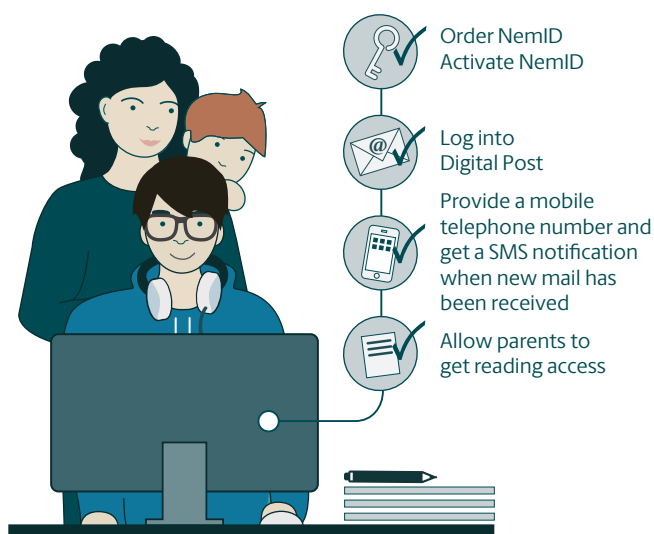 Order NemID
Activate NemID
@
Log into
Digital Post
Provide a mobile
telephone number and
get a SMS notification
when new mail has
been received
Allow parents to
get reading access